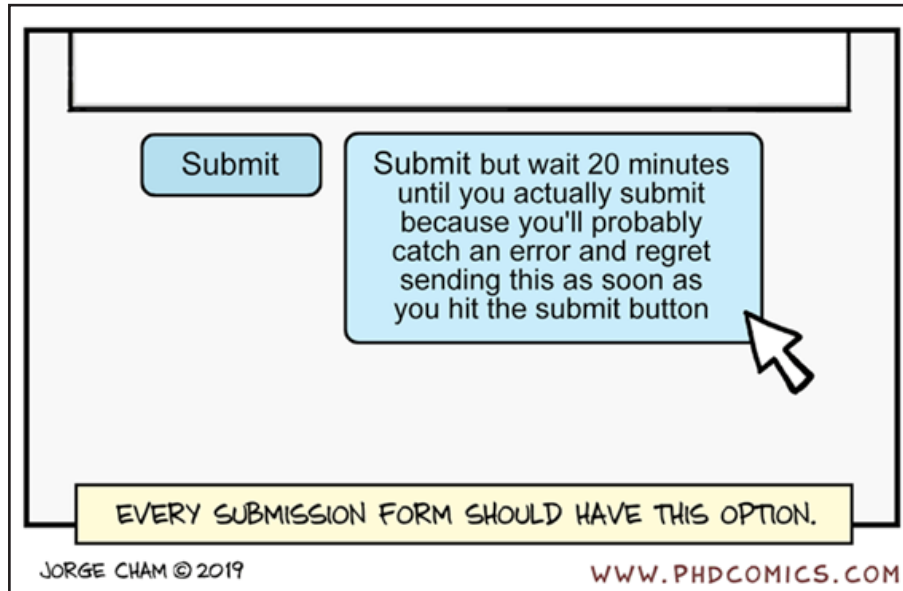 Submit
Submit but wait 20 minutes
until you actually submit
because you'll probably
catch an error and regret
sending this as soon as
you hit the submit button
EVERY SUBMISSION FORM SHOULD HAVE THIS OPTION.
JORGE CHAM © 2019
WWW.PHDCOMICS.COM